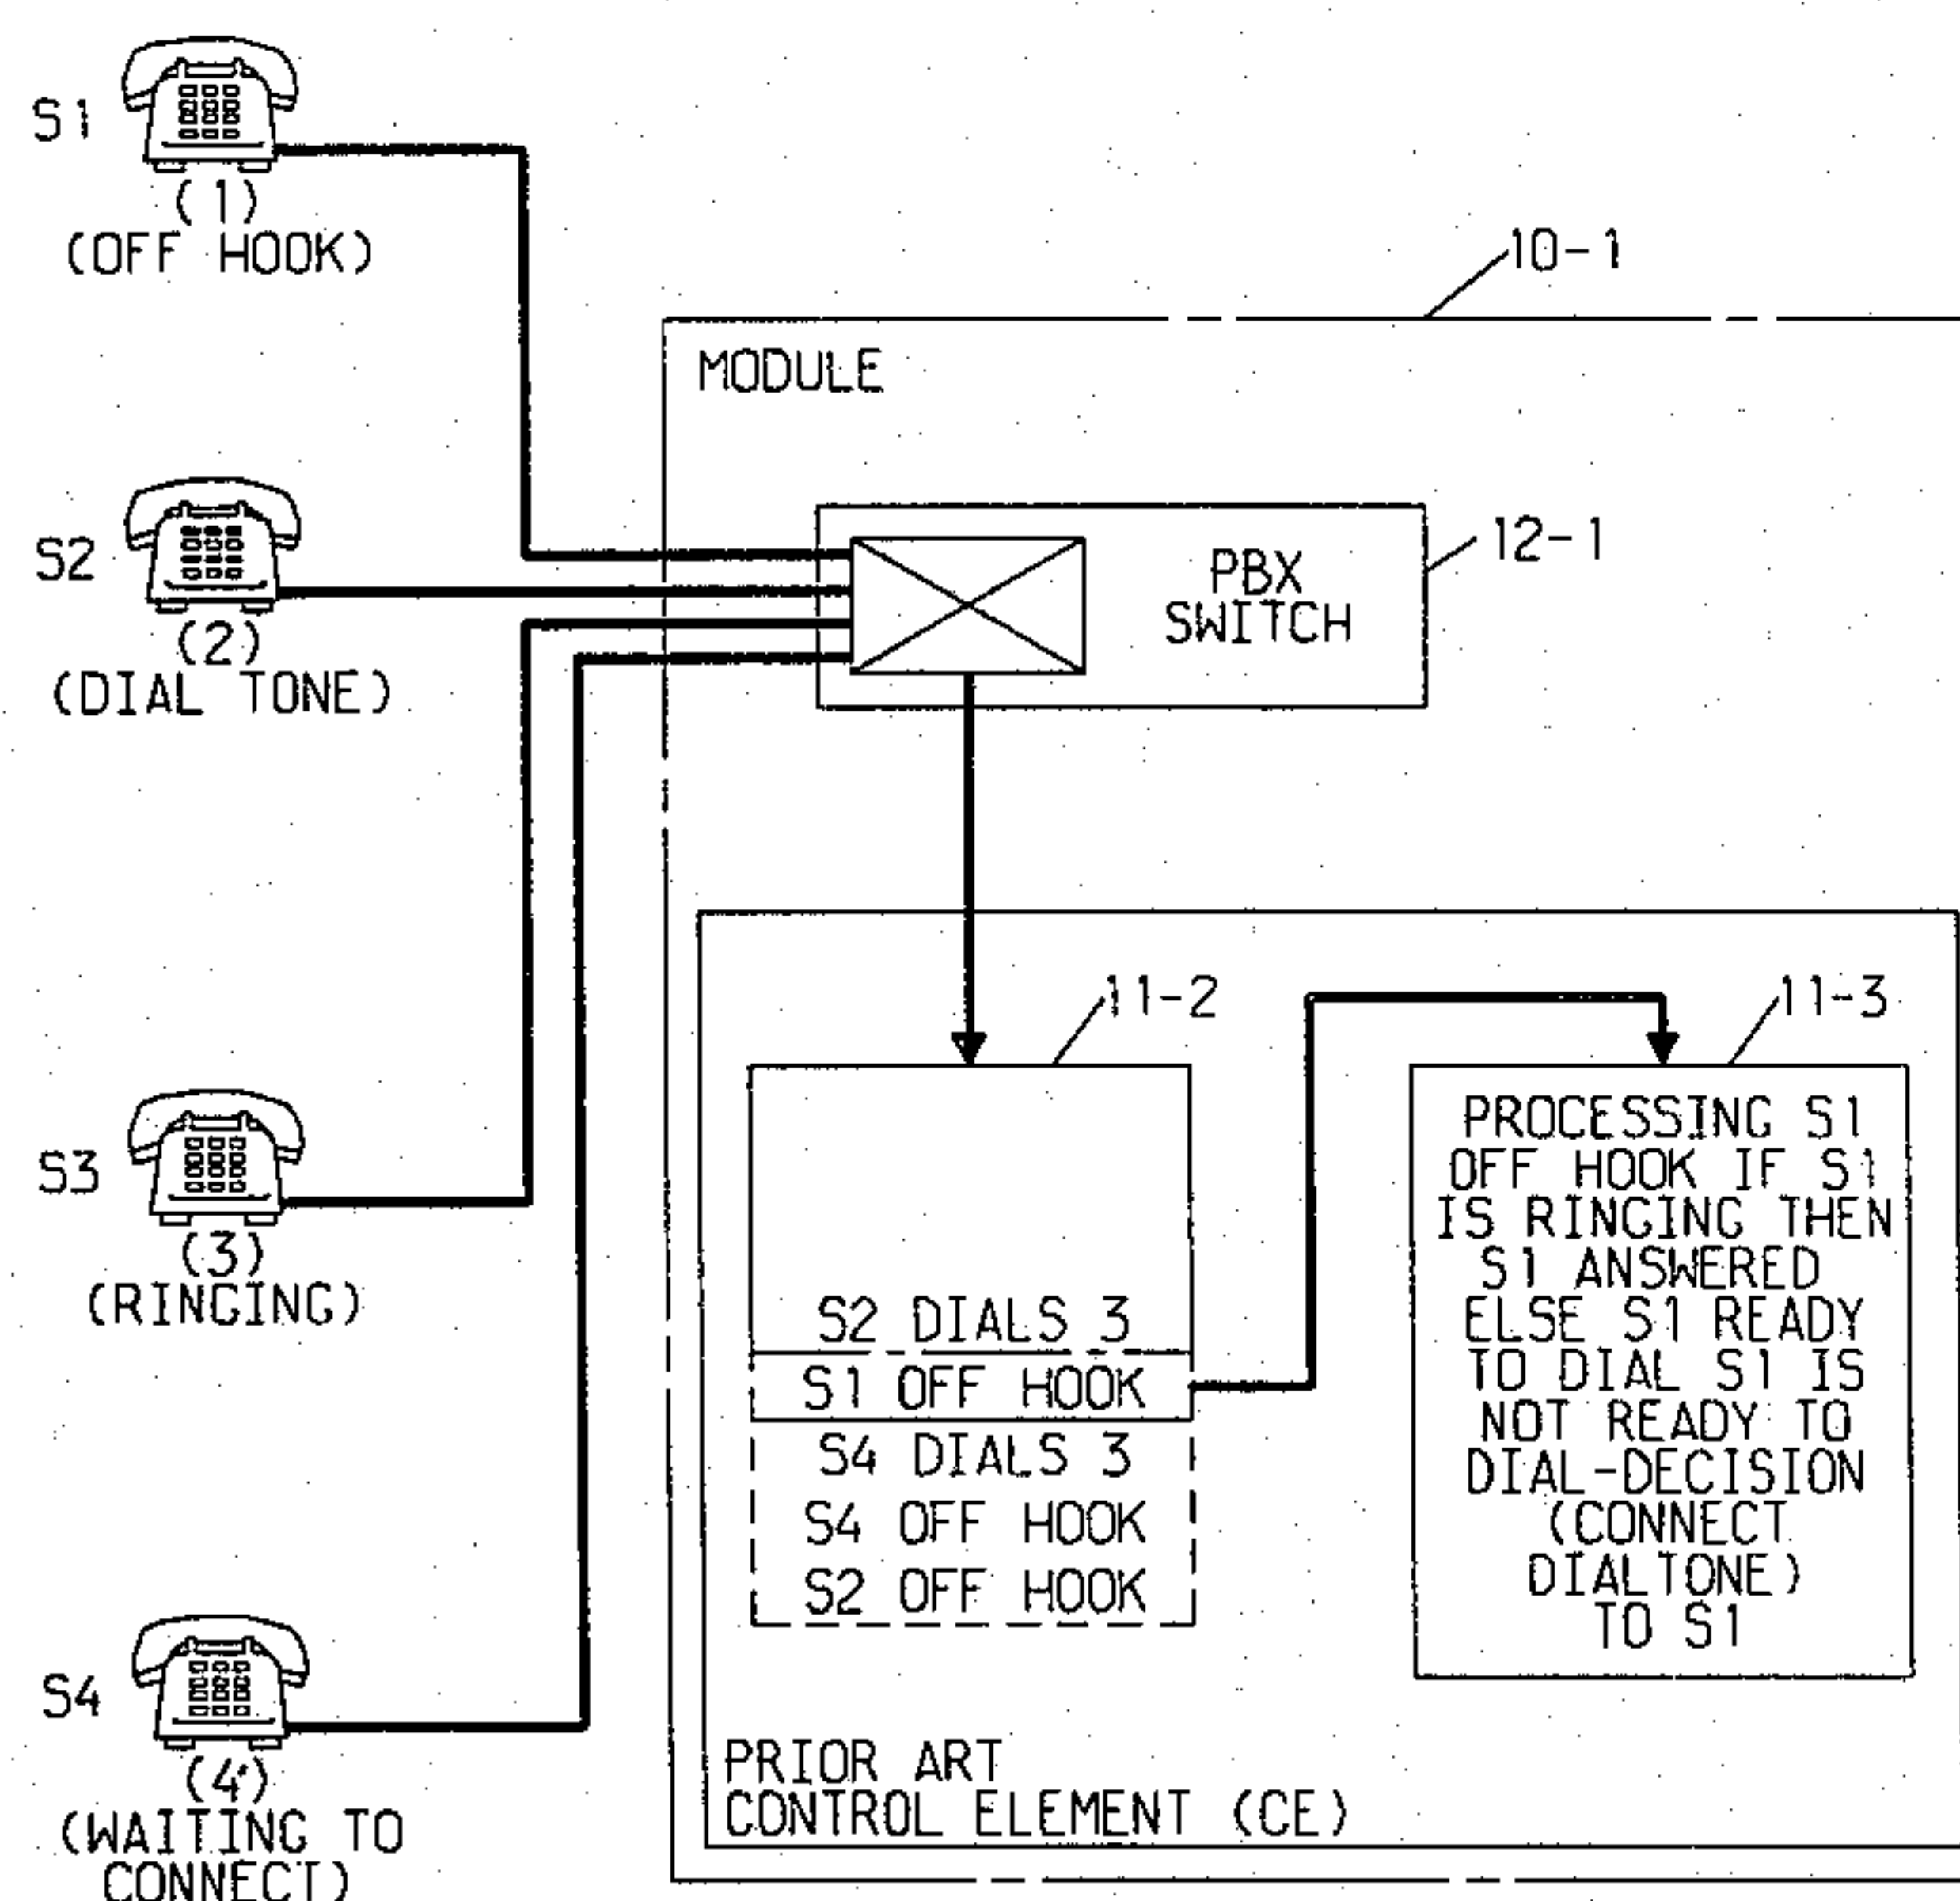 S1
(1)
(OFF HOOK)
10-1
MODULE
S2
(2)
(DIAL TONE)
PBX
SWITCH
12-1
11-2
11-3
S3
(3)
(RINGING)
S2 DIALS 3
S1 OFF HOOK
S4 DIALS 3
S4 OFF HOOK
S2 OFF HOOK
PROCESSING S1
OFF HOOK IF S1
IS RINGING THEN
S1 ANSWERED
ELSE S1 READY
TO DIAL S1 IS
NOT READY TO
DIAL-DECISION
(CONNECT
DIALTONE)
TO S1
S4
(4)
(WAITING TO
CONNECT)
PRIOR ART
CONTROL ELEMENT (CE)